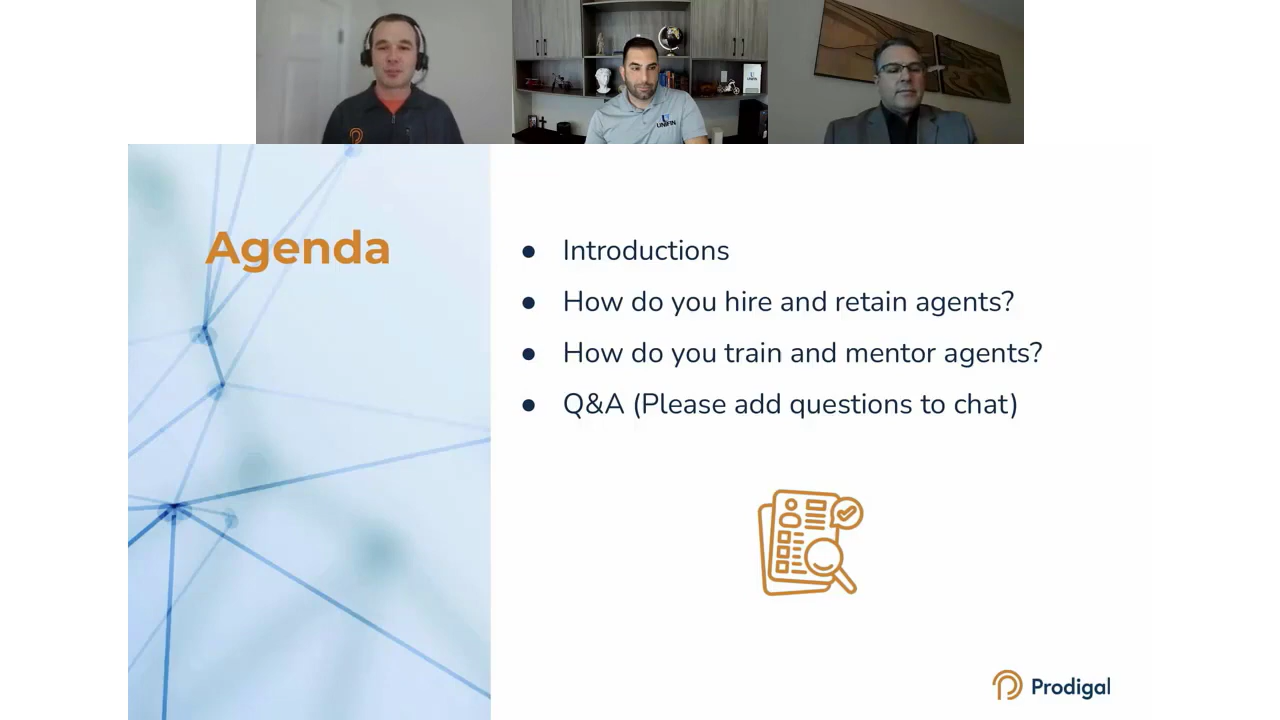 UNIFIN
Agenda
● Introductions
● How do you hire and retain agents?
● How do you train and mentor agents?
● Q&A (Please add questions to chat)
Prodigal